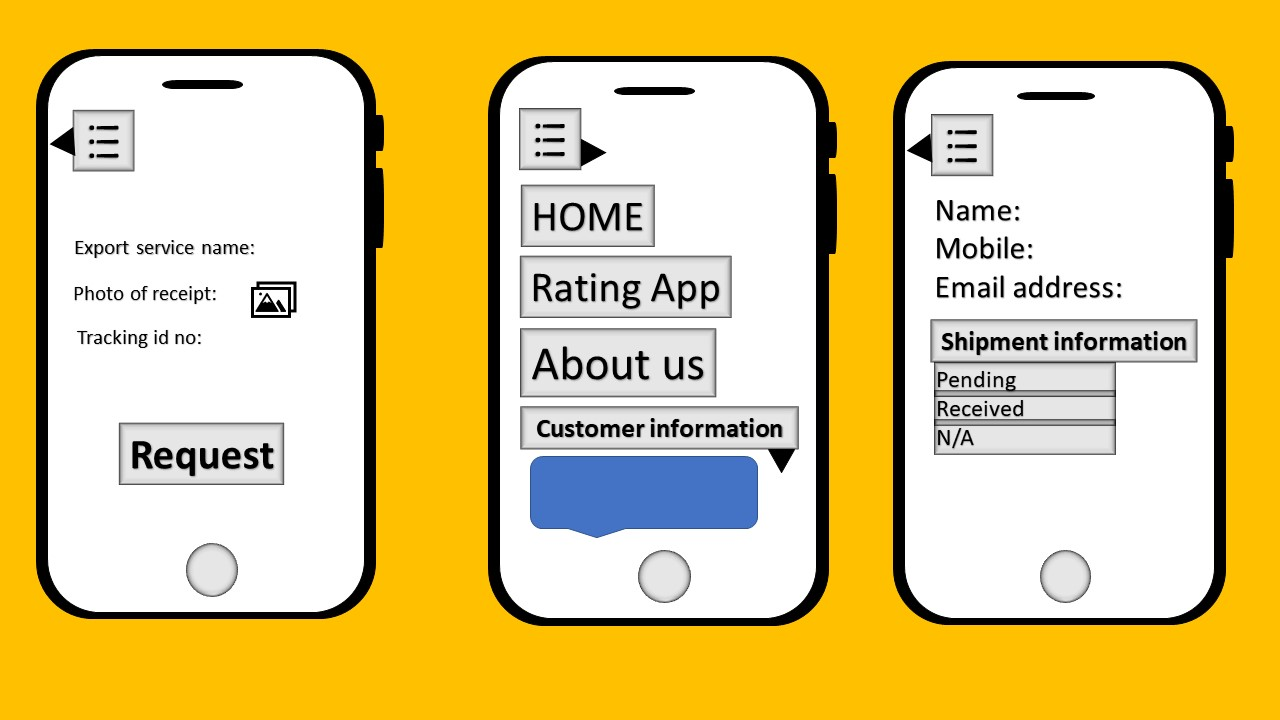 Export service name:
Photo of receipt:
Tracking id no:
Request
HOME
Rating App
About us
Customer information
Name:
Mobile:
Email address:
Shipment information
Pending
Received
N/A